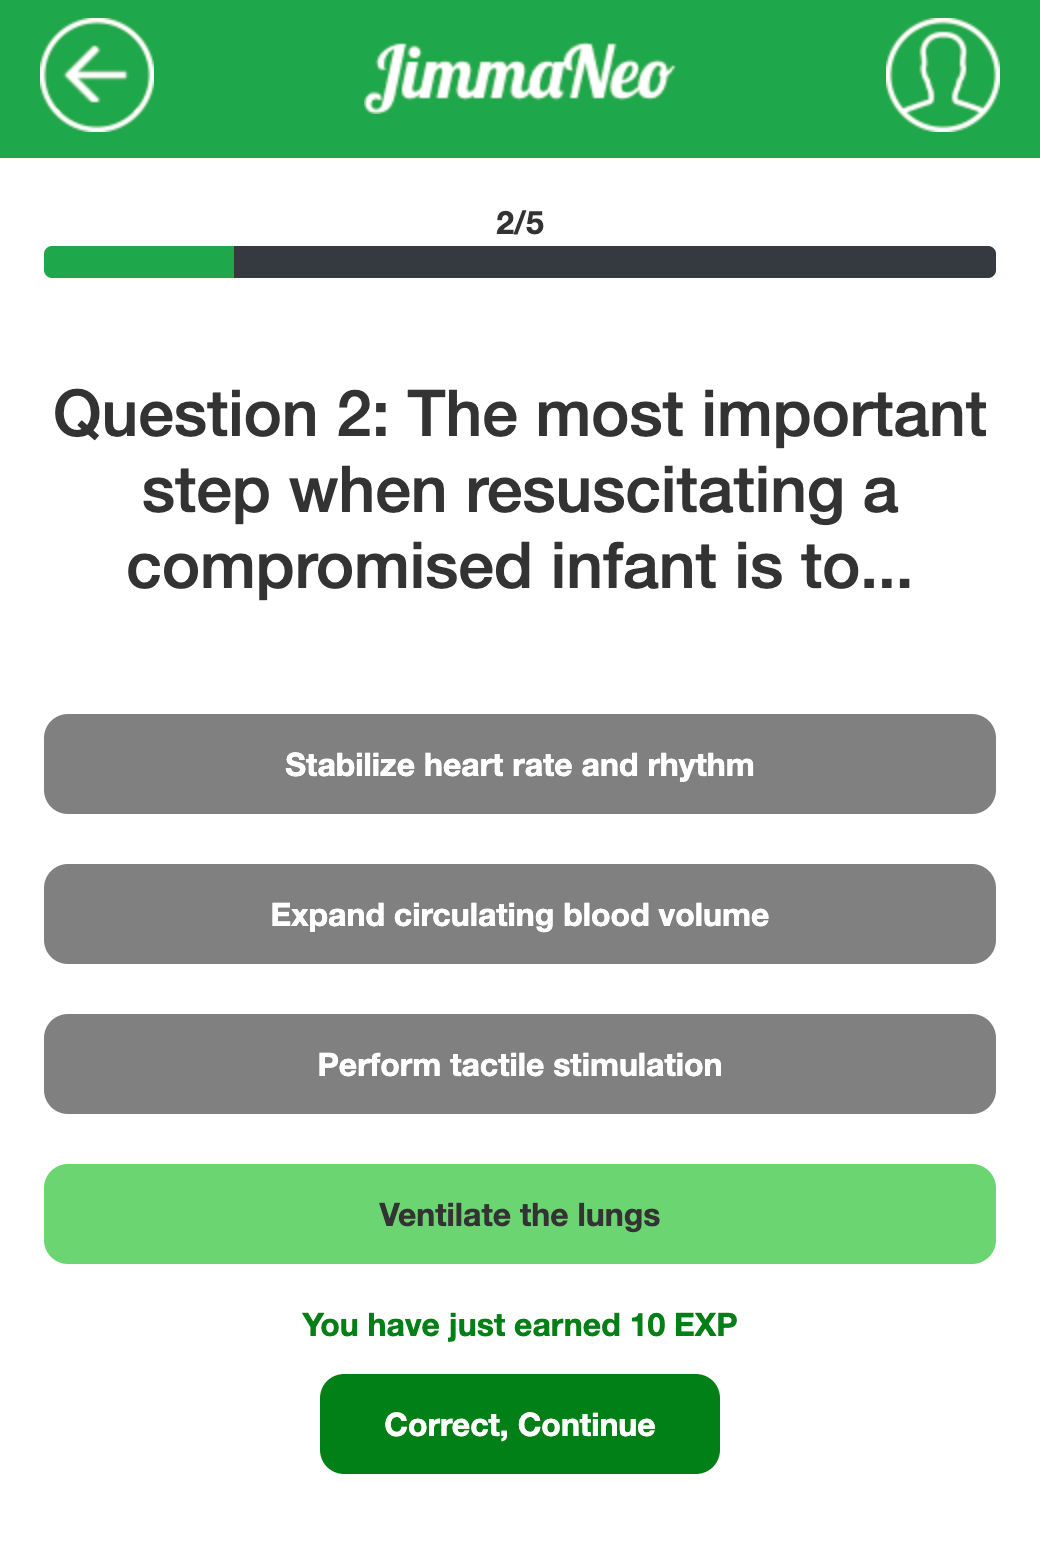 JimmaNeo
2/5
Question 2: The most important
step when resuscitating a
compromised infant is to...
Stabilize heart rate and rhythm
Expand circulating blood volume
Perform tactile stimulation
Ventilate the lungs
You have just earned 10 EXP
Correct, Continue